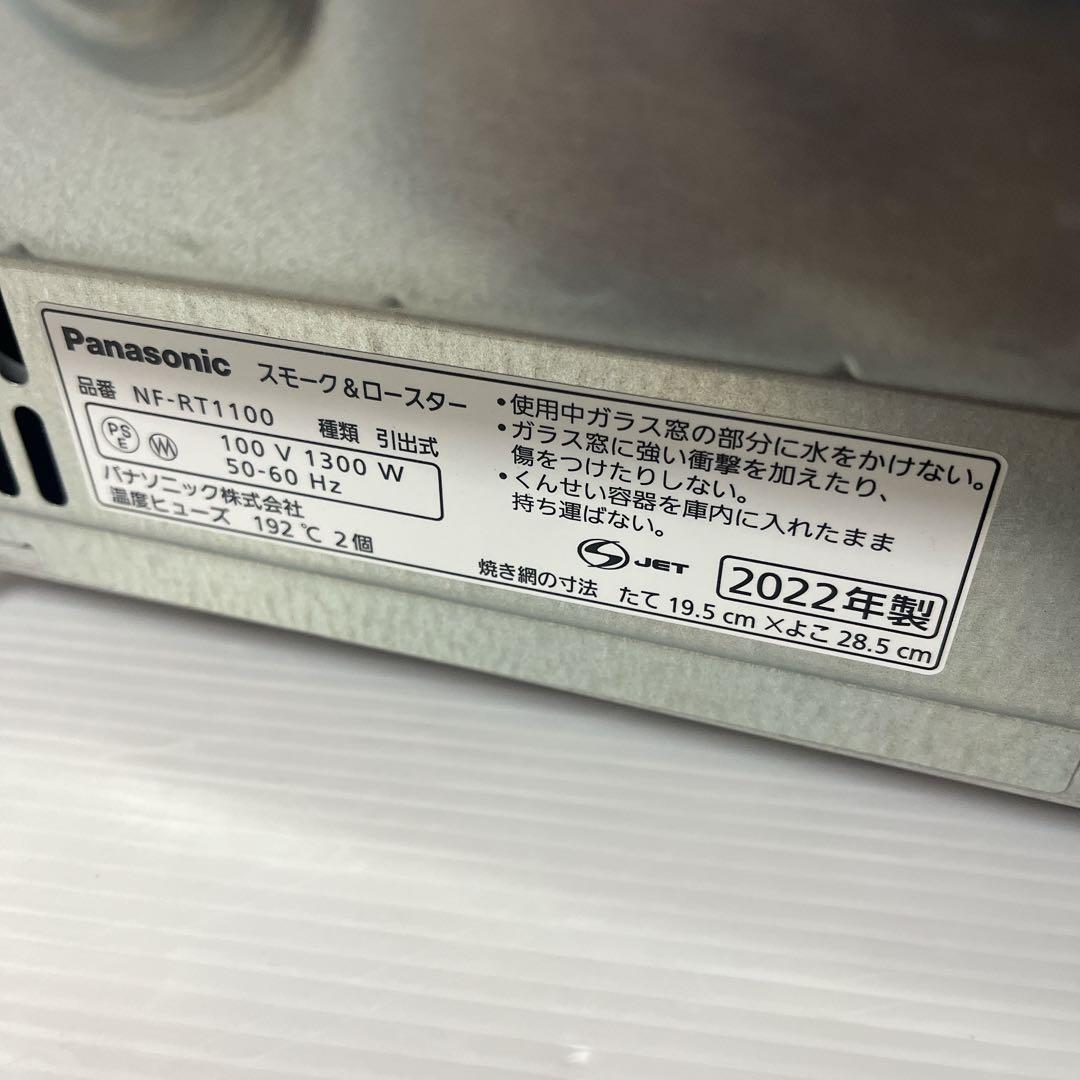 Panasonic スモーク&ロースター
品番 NF-RT1100 種類 引出式
PS
E
100 V 1300 W
50-60 Hz
パナソニック株式会社
温度ヒューズ 192℃ 2個
•使用中ガラス窓の部分に水をかけない。
•ガラス窓に強い衝撃を加えたり、
傷をつけたりしない。
•くんせい容器を庫内に入れたまま
持ち運ばない。
JET
2022年製
焼き網の寸法 たて 19.5 cm×よこ 28.5 cm